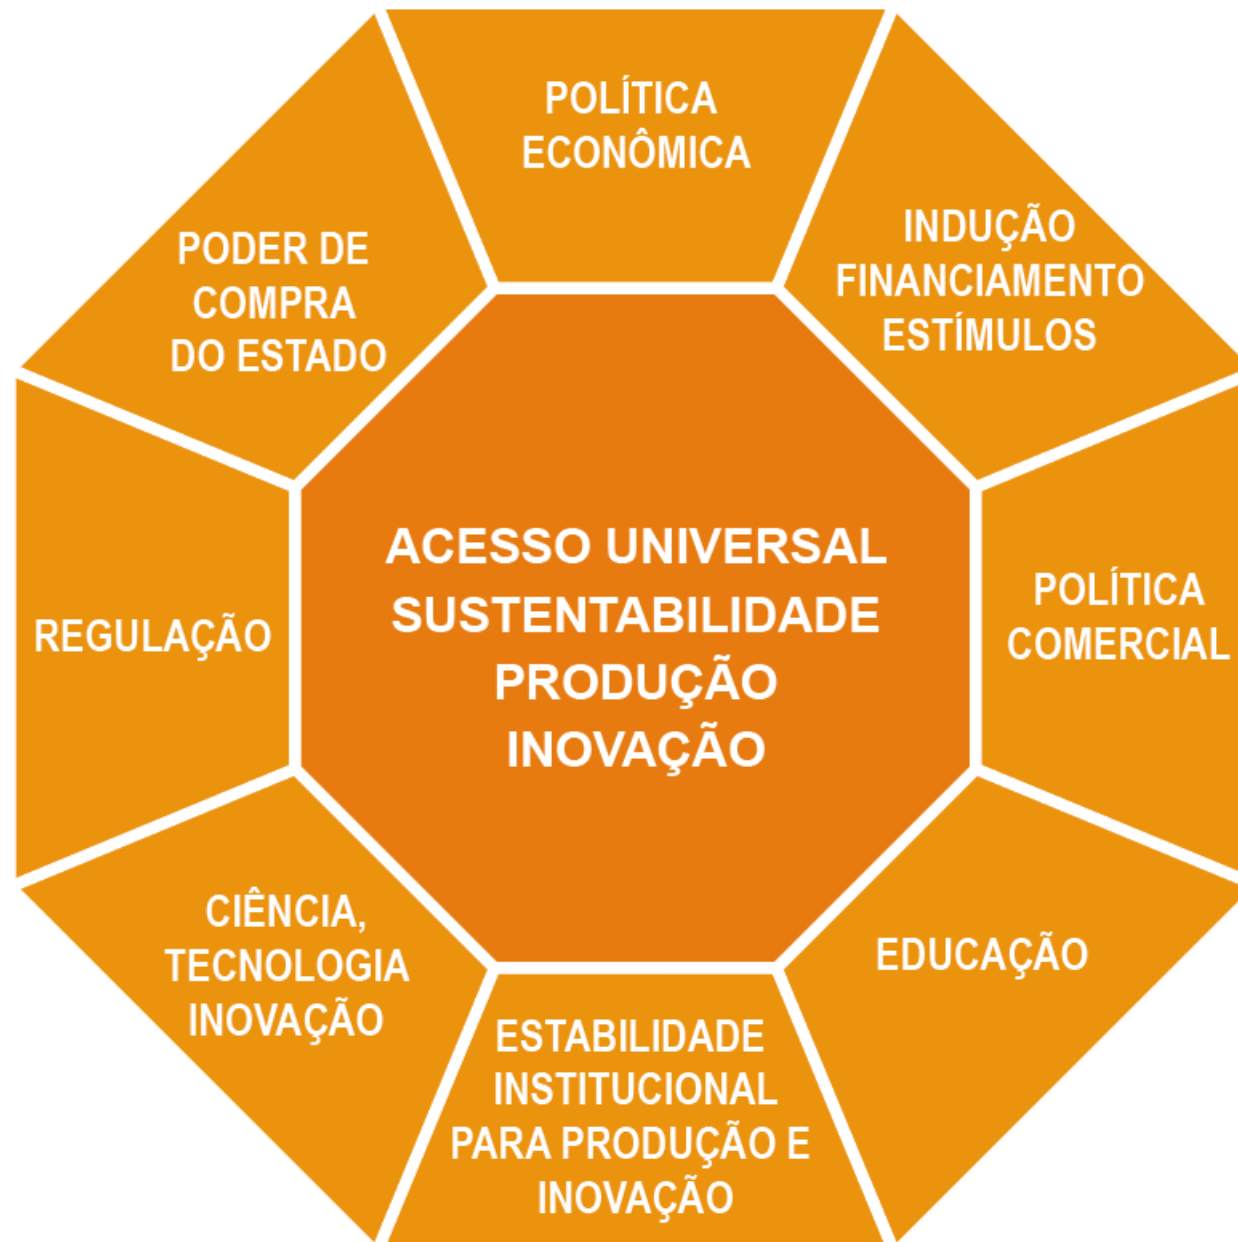 POLÍTICA
ECONÔMICA
INDUÇÃO
FINANCIAMENTO
ESTÍMULOS
POLÍTICA
COMERCIAL
EDUCAÇÃO
ESTABILIDADE
INSTITUCIONAL
PARA PRODUÇÃO E
INOVAÇÃO
CIÊNCIA,
TECNOLOGIA
INOVAÇÃO
REGULAÇÃO
PODER DE
COMPRA
DO ESTADO
ACESSO UNIVERSAL
SUSTENTABILIDADE
PRODUÇÃO
INOVAÇÃO